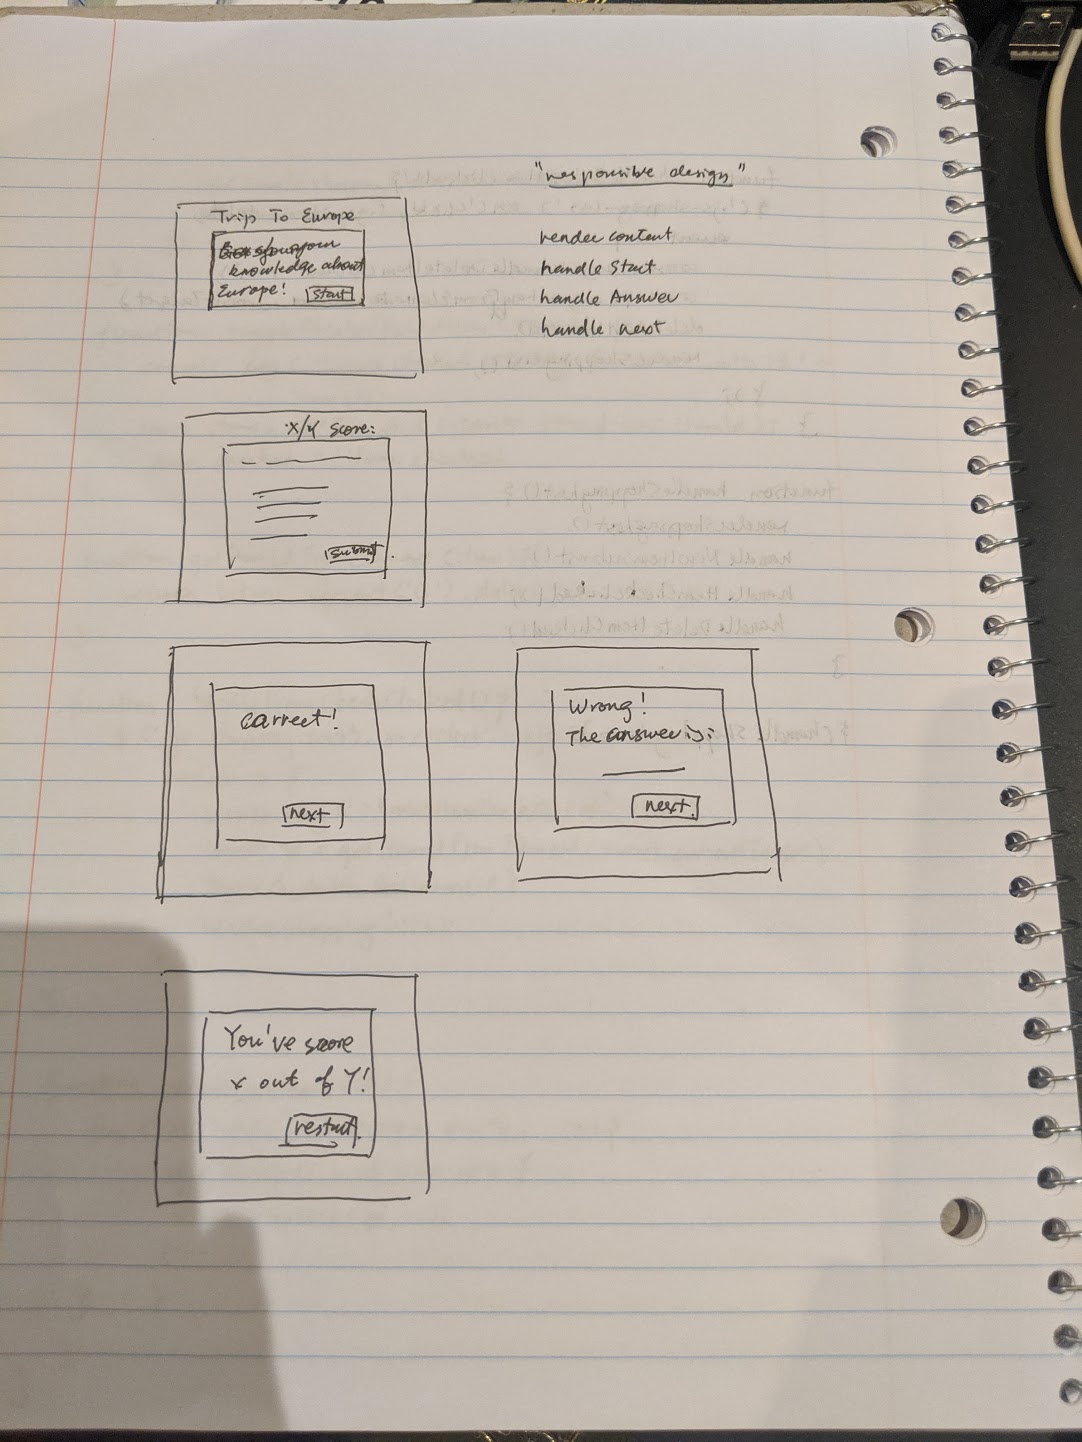 "responsible design"
render content
handle Start
handle Answer
handle next
Trip To Europe
your
knowledge about
Europe!
Start
X/Y score:
submit
Carrect!
next
Wrong!
The answer is:
next
You've score
x out of Y!
restart